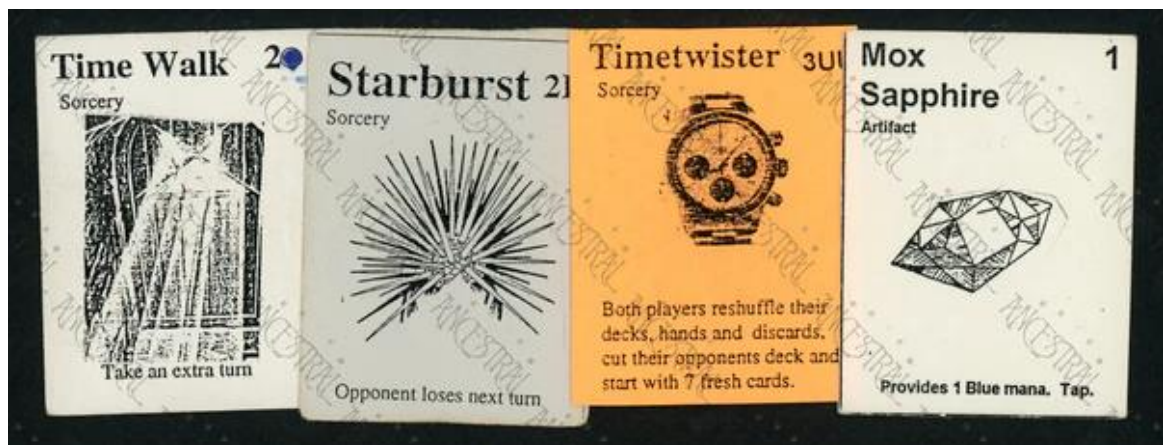 Time Walk 2
Sorcery
Take an extra turn
Starburst 2
Sorcery
Opponent loses next turn
Timetwister 3UU
Sorcery
Both players reshuffle their
decks, hands and discards,
cut their opponents deck and
start with 7 fresh cards.
Mox 1
Sapphire
Artifact
Provides 1 Blue mana. Tap.
ANCESTRAL